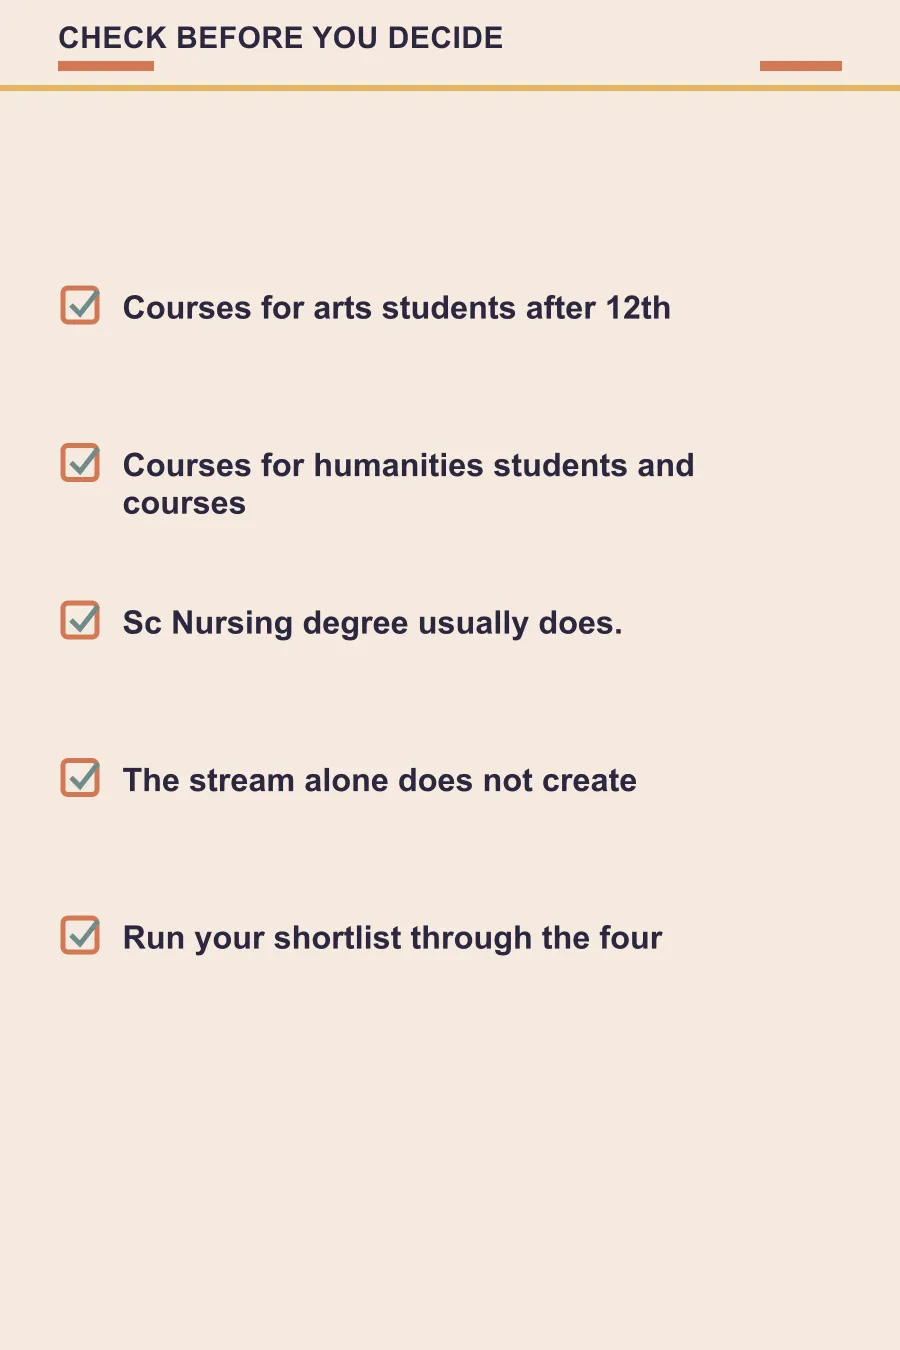 CHECK BEFORE YOU DECIDE
Courses for arts students after 12th
Courses for humanities students and
courses
Sc Nursing degree usually does.
The stream alone does not create
Run your shortlist through the four